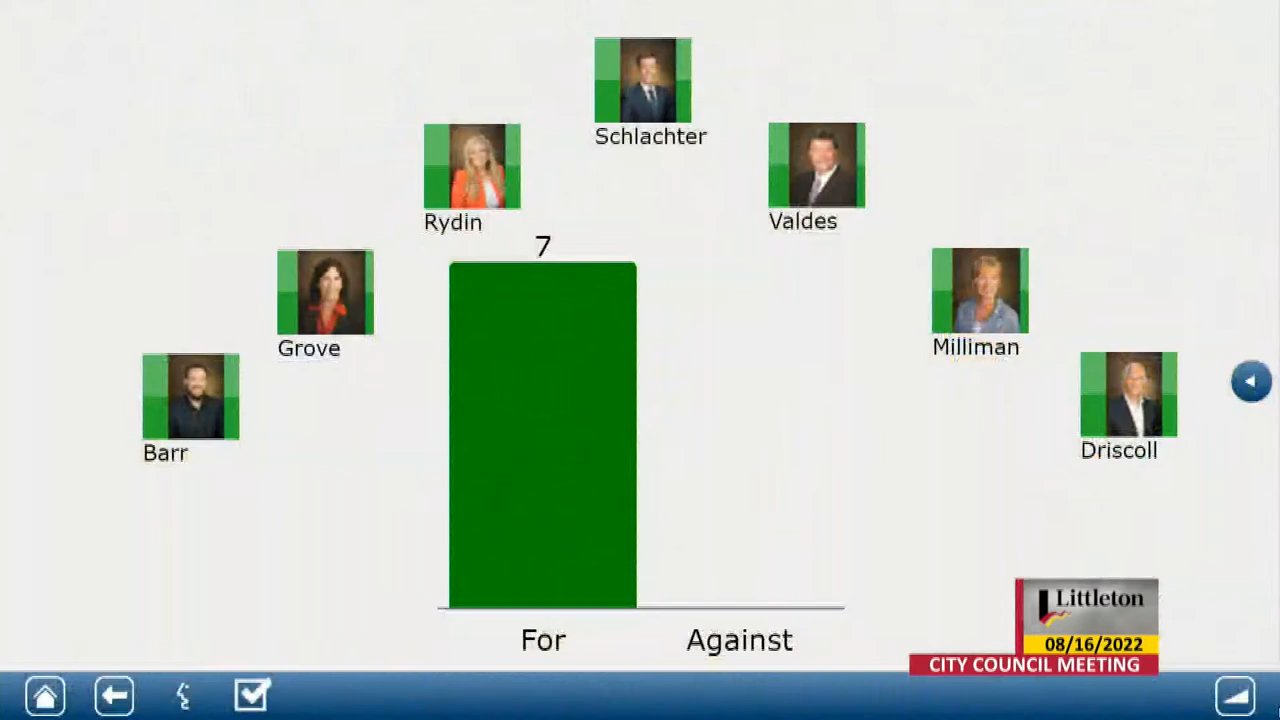 Schlachter
Rydin
Valdes
7
Grove
Milliman
Barr
Driscoll
For
Against
Littleton
08/16/2022
CITY COUNCIL MEETING